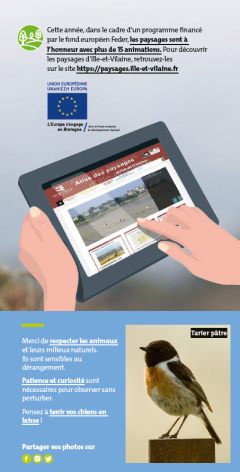 Cette année, dans le cadre d'un programme financé
par le fond européen Feder, les paysages sont à
l'honneur avec plus de 15 animations. Pour découvrir
les paysages d'Ille-et-Vilaine, retrouvez-les
sur le site https://paysages.ille-et-vilaine.fr
UNION EUROPÉENNE
UNANIEZH EUROPA
L'Europe s'engage
en Bretagne
Atlas des paysages
Tarier pâtre
Merci de respecter les animaux
et leurs milieux naturels.
Ils sont sensibles au
dérangement.
Patience et curiosité sont
nécessaires pour observer sans
perturber.
Pensez à tenir vos chiens en
laisse !
Partager vos photos sur